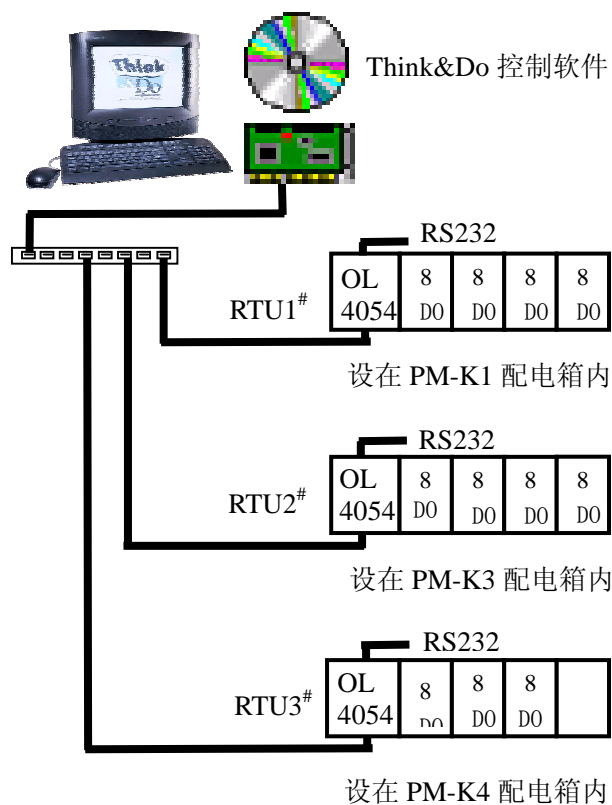 Think
& Do
Think&Do 控制软件
RS232
RTU1#
OL
4054
8
DO
8
DO
8
DO
8
DO
设在 PM-K1 配电箱内
RS232
RTU2#
OL
4054
8
DO
8
DO
8
DO
8
DO
设在 PM-K3 配电箱内
RS232
RTU3#
OL
4054
8
DO
8
DO
8
DO
设在 PM-K4 配电箱内